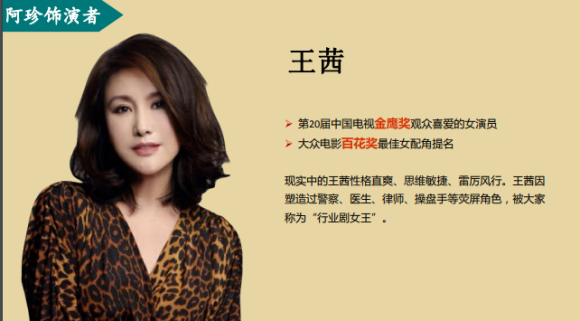 阿珍饰演者
王茜
➢ 第20届中国电视金鹰奖观众喜爱的女演员
➢ 大众电影百花奖最佳女配角提名
现实中的王茜性格直爽、思维敏捷、雷厉风行。王茜因
塑造过警察、医生、律师、操盘手等荧屏角色，被大家
称为“行业剧女王”。